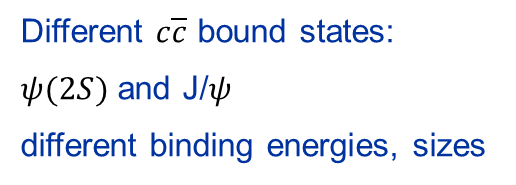 Different 𝑐𝑐̅ bound states:
𝜓(2𝑆) and J/𝜓
different binding energies, sizes